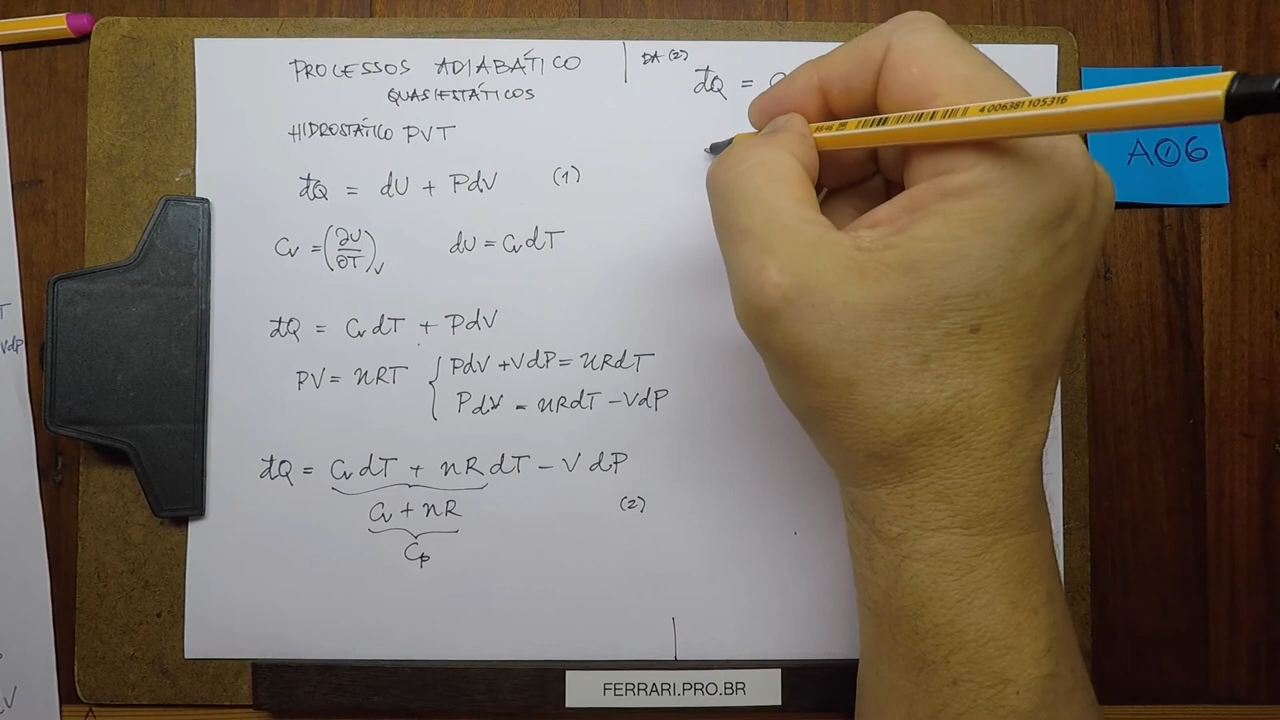 PROCESSOS ADIABÁTICO
QUASIESTÁTICOS
HIDROSTÁTICO PVT
đQ = dU + PdV (1)
Cv = (∂U/∂T)v dU = CvdT
đQ = CvdT + PdV
PV = nRT { PdV + VdP = nRdT
PdV = nRdT - VdP
đQ = CvdT + nRdT - VdP
Cv + nR (2)
Cp
DA (2)
đQ =
4006381105316
A06
VdP
FERRARI.PRO.BR